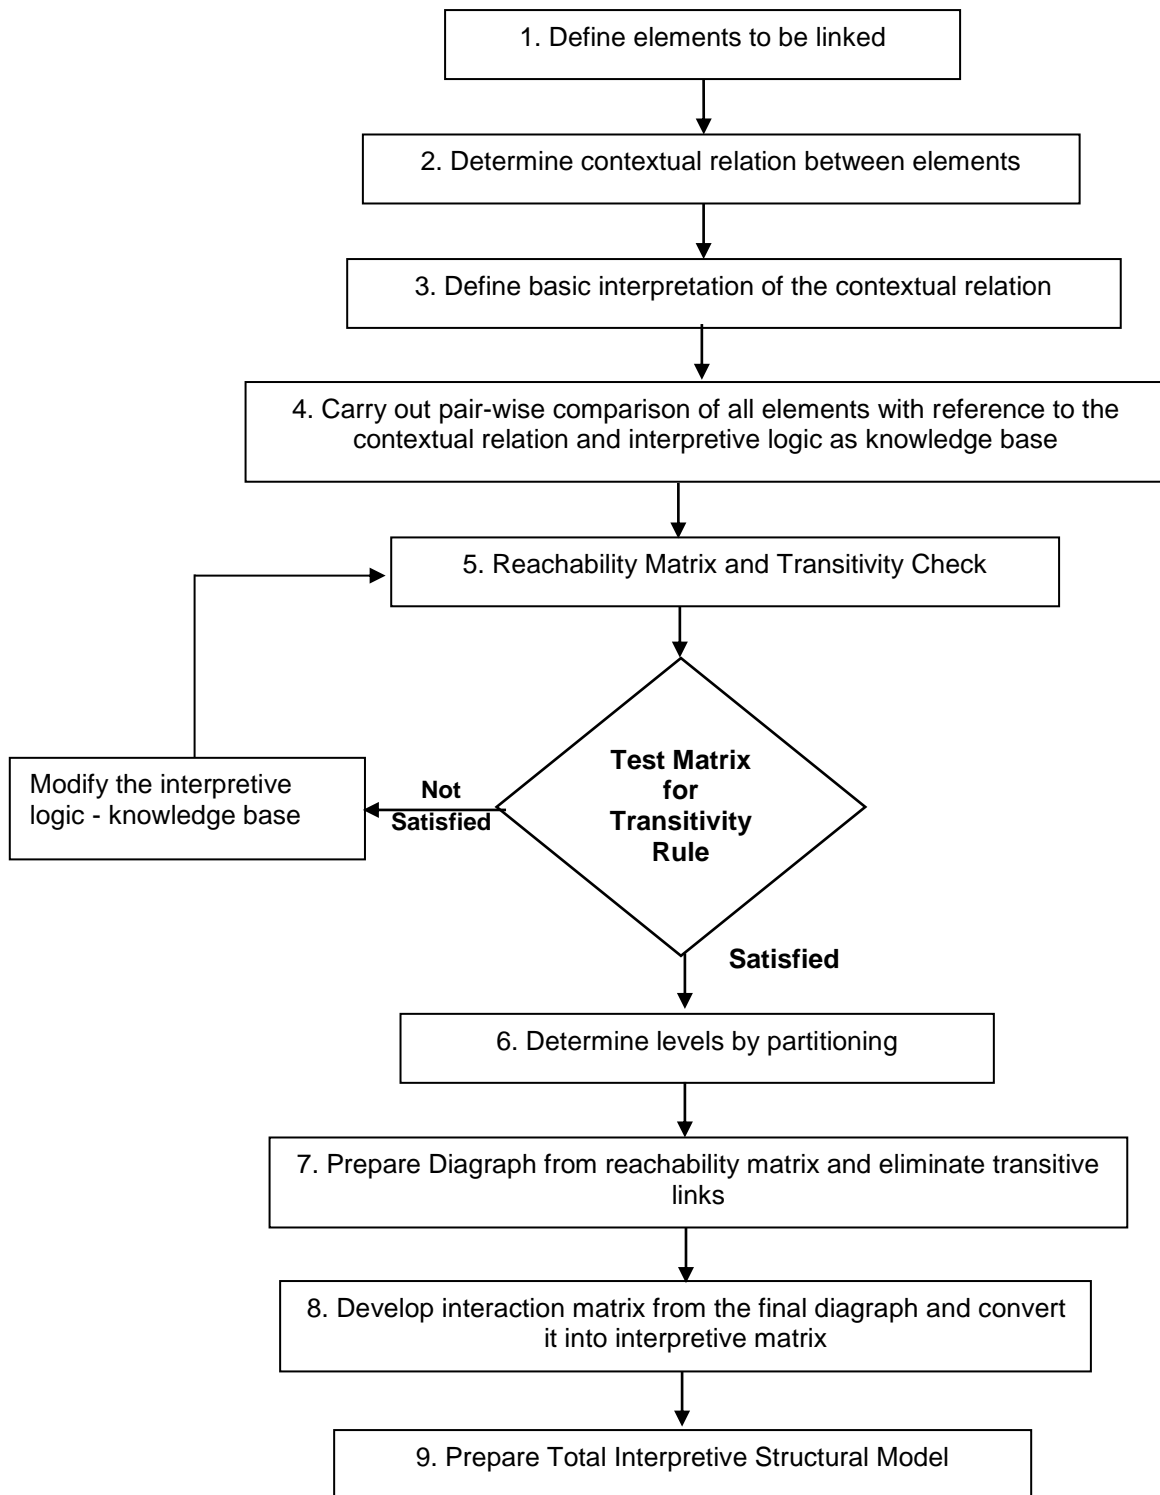 1. Define elements to be linked
2. Determine contextual relation between elements
3. Define basic interpretation of the contextual relation
4. Carry out pair-wise comparison of all elements with reference to the
contextual relation and interpretive logic as knowledge base
5. Reachability Matrix and Transitivity Check
Test Matrix
for
Transitivity
Rule
Not
Satisfied
Modify the interpretive
logic - knowledge base
Satisfied
6. Determine levels by partitioning
7. Prepare Diagraph from reachability matrix and eliminate transitive
links
8. Develop interaction matrix from the final diagraph and convert
it into interpretive matrix
9. Prepare Total Interpretive Structural Model